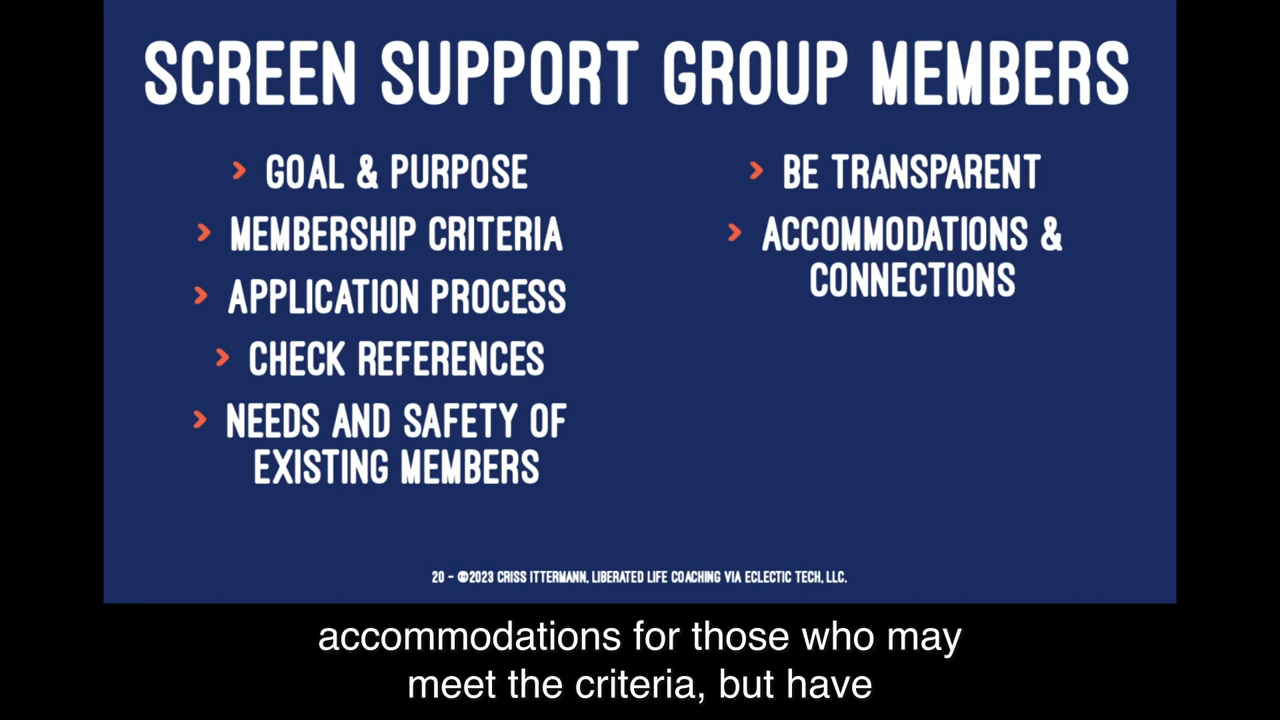 SCREEN SUPPORT GROUP MEMBERS
GOAL & PURPOSE
MEMBERSHIP CRITERIA
APPLICATION PROCESS
CHECK REFERENCES
NEEDS AND SAFETY OF
EXISTING MEMBERS
BE TRANSPARENT
ACCOMMODATIONS &
CONNECTIONS
20 - ©2023 CRISS ITTERMANN, LIBERATED LIFE COACHING VIA ECLECTIC TECH, LLC.
accommodations for those who may
meet the criteria, but have